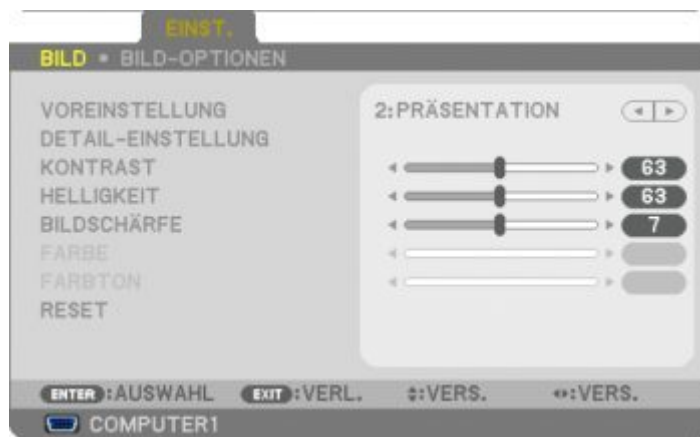 EINST.
BILD • BILD-OPTIONEN
VOREINSTELLUNG 2:PRÄSENTATION
DETAIL-EINSTELLUNG
KONTRAST 63
HELLIGKEIT 63
BILDSCHÄRFE 7
FARBE
FARBTON
RESET
ENTER :AUSWAHL EXIT :VERL. :VERS. :VERS.
COMPUTER1